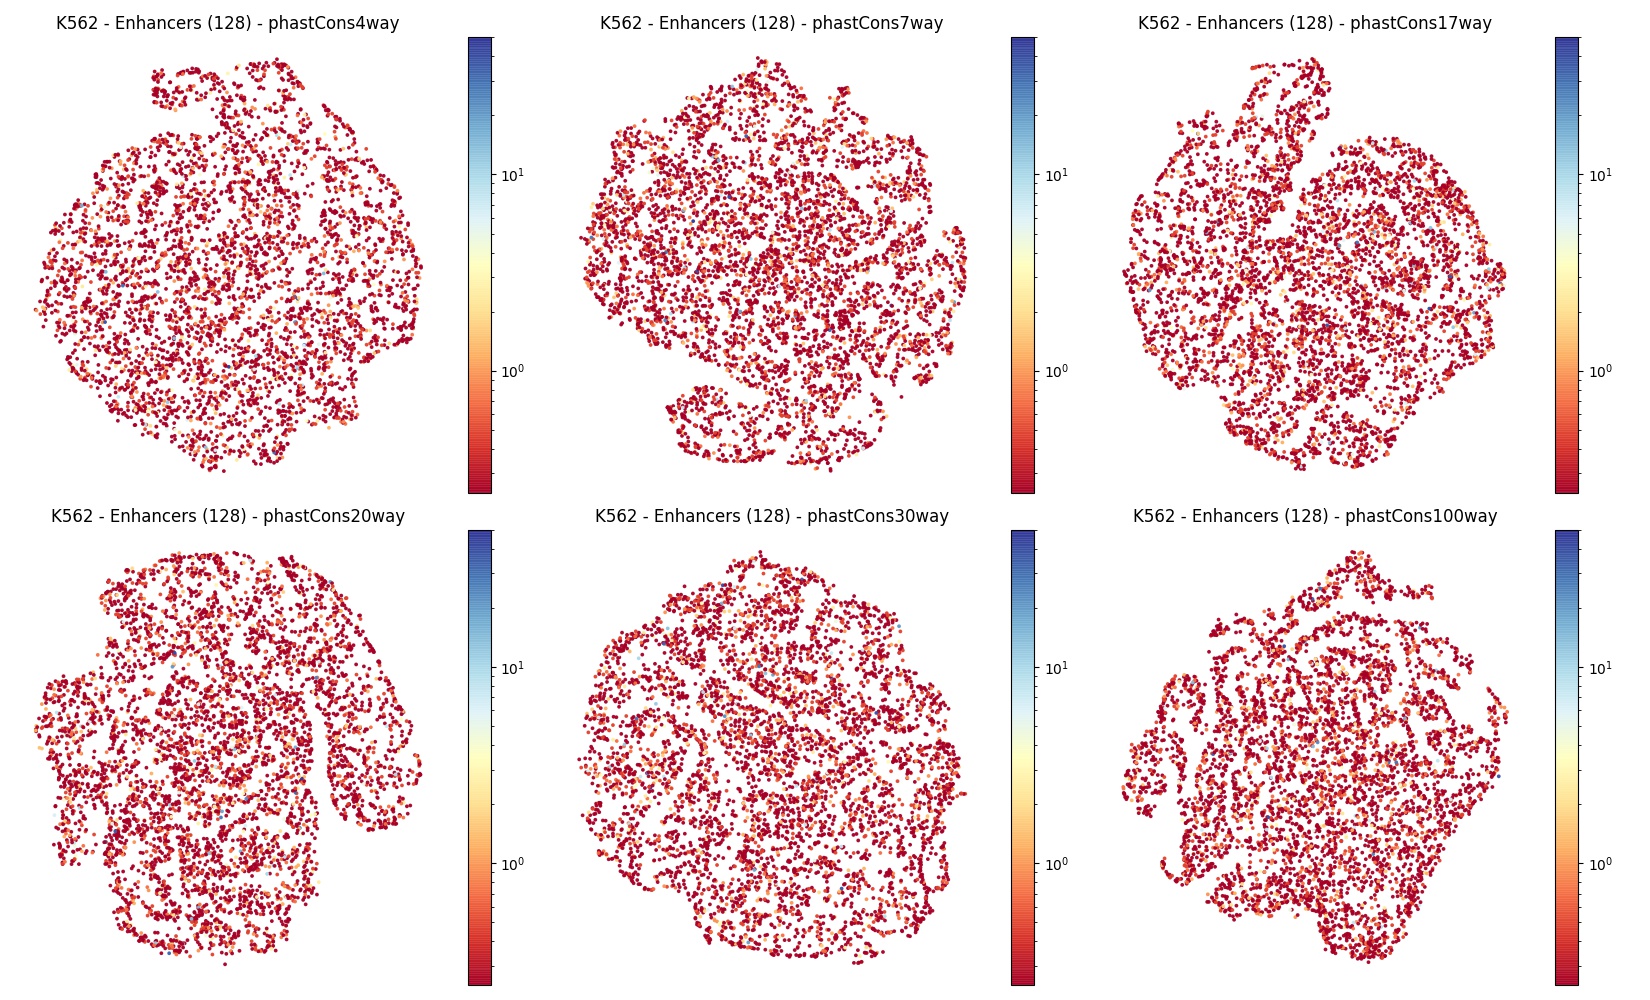 K562 - Enhancers (128) - phastCons4way
K562 - Enhancers (128) - phastCons7way
K562 - Enhancers (128) - phastCons17way
10¹
10⁰
10¹
10⁰
10¹
10⁰
K562 - Enhancers (128) - phastCons20way
K562 - Enhancers (128) - phastCons30way
K562 - Enhancers (128) - phastCons100way
10¹
10⁰
10¹
10⁰
10¹
10⁰